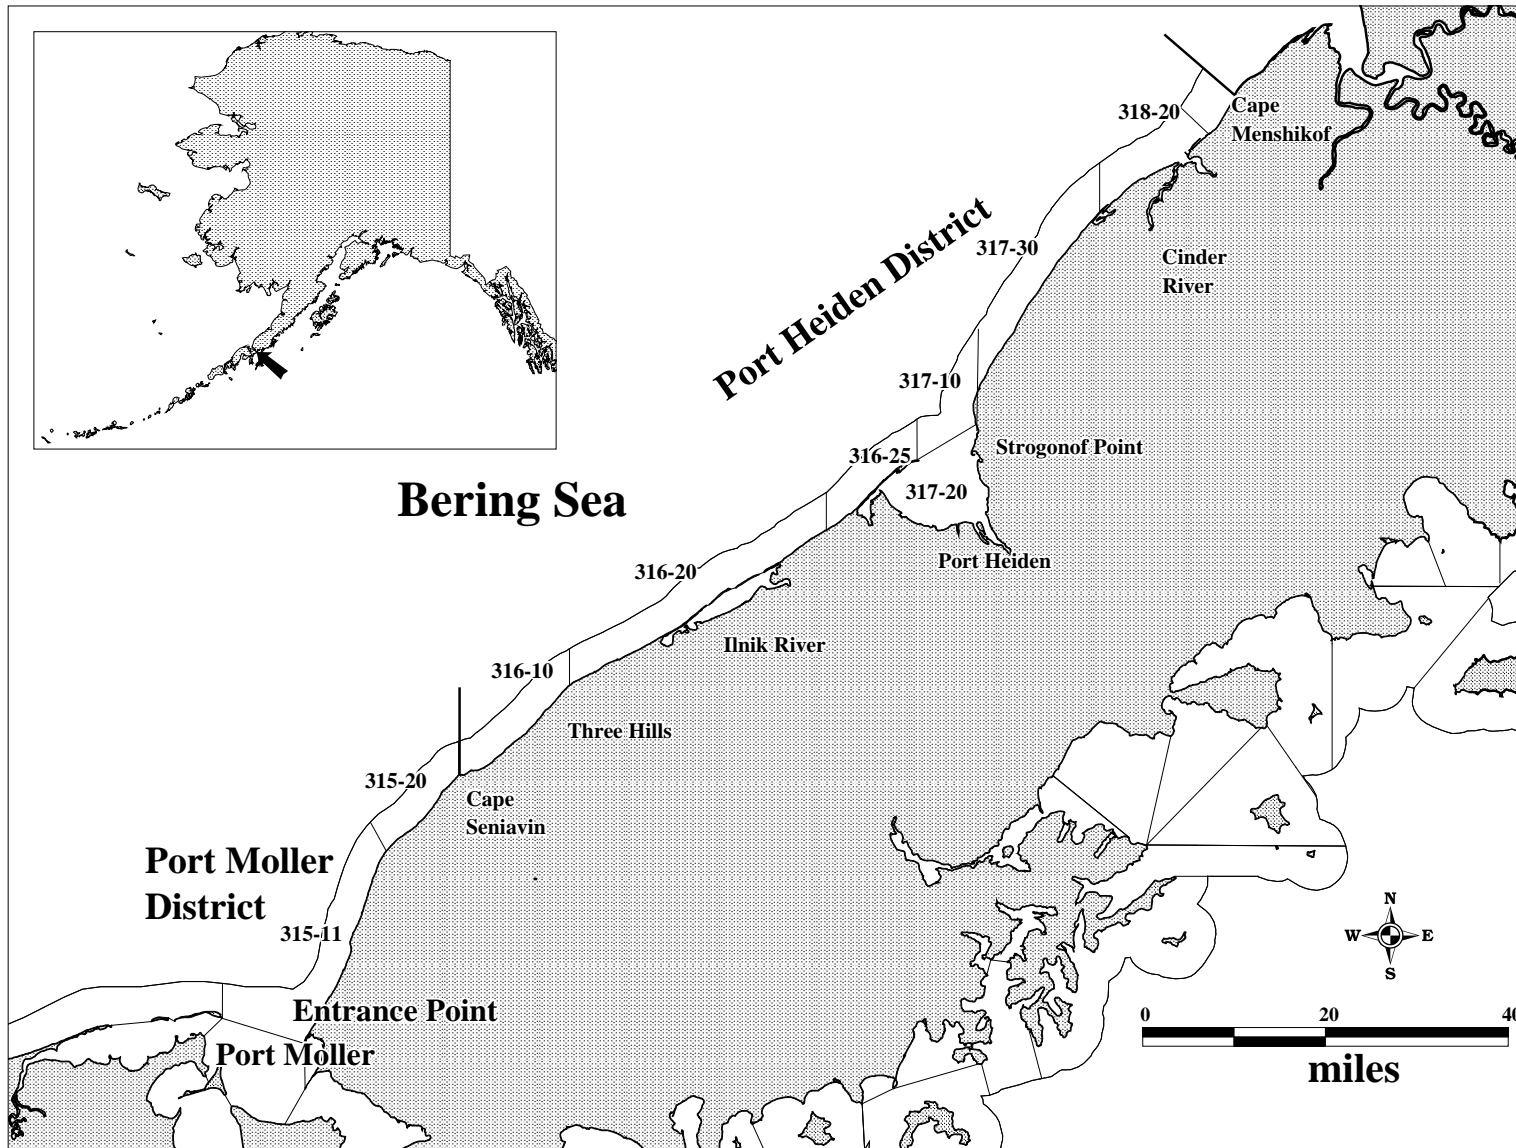 318-20
Cape
Menshikof
Port Heiden District
317-30
Cinder
River
317-10
Strogonof Point
316-25
317-20
Bering Sea
Port Heiden
316-20
Ilnik River
316-10
Three Hills
315-20
Cape
Seniavin
Port Moller
District
315-11
N
W E
S
Entrance Point
0 20 40
Port Moller
miles